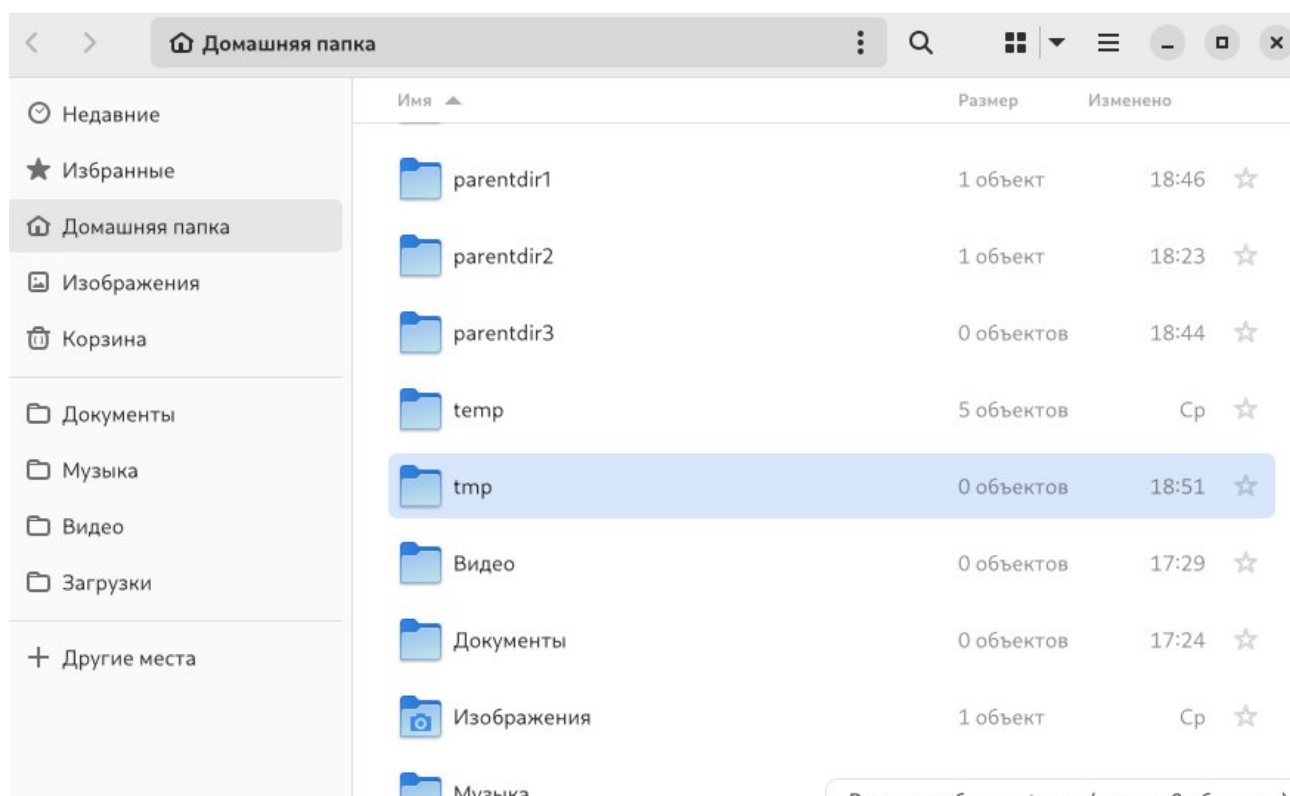 Домашняя папка
Недавние
Избранные
Домашняя папка
Изображения
Корзина
Документы
Музыка
Видео
Загрузки
Другие места
Имя Размер Изменено
parentdir1 1 объект 18:46
parentdir2 1 объект 18:23
parentdir3 0 объектов 18:44
temp 5 объектов Ср
tmp 0 объектов 18:51
Видео 0 объектов 17:29
Документы 0 объектов 17:24
Изображения 1 объект Ср
Музыка